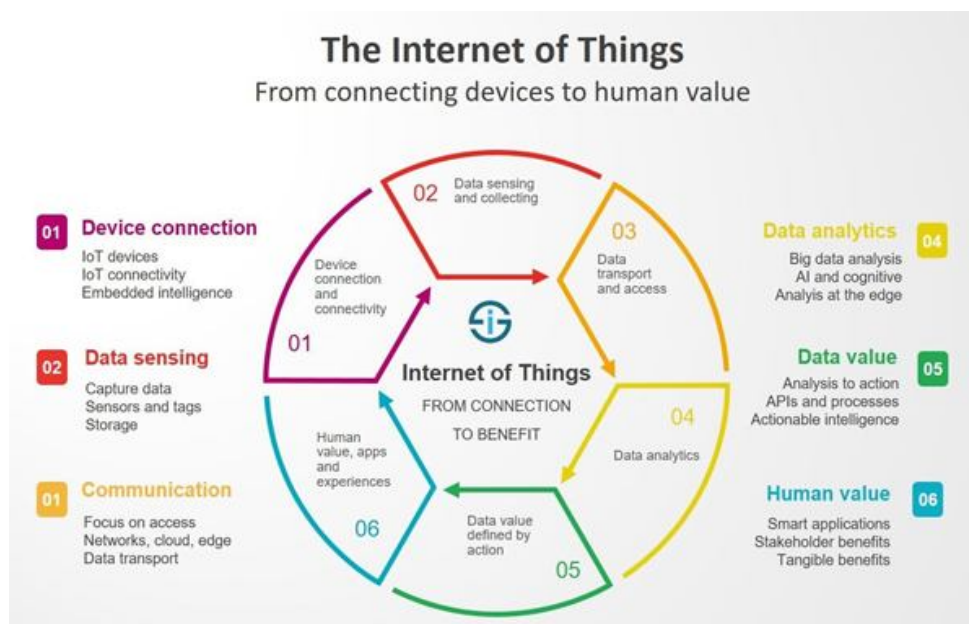 The Internet of Things
From connecting devices to human value
01 Device connection
IoT devices
IoT connectivity
Embedded intelligence
02 Data sensing
Capture data
Sensors and tags
Storage
01 Communication
Focus on access
Networks, cloud, edge
Data transport
02 Data sensing
and collecting
03
Data
transport
and access
Device
connection
and
connectivity
01
Internet of Things
FROM CONNECTION
TO BENEFIT
04
Data analytics
Human
value, apps
and
experiences
06
Data value
defined by
action
05
Data analytics 04
Big data analysis
AI and cognitive
Analyis at the edge
Data value 05
Analysis to action
APIs and processes
Actionable intelligence
Human value 06
Smart applications
Stakeholder benefits
Tangible benefits